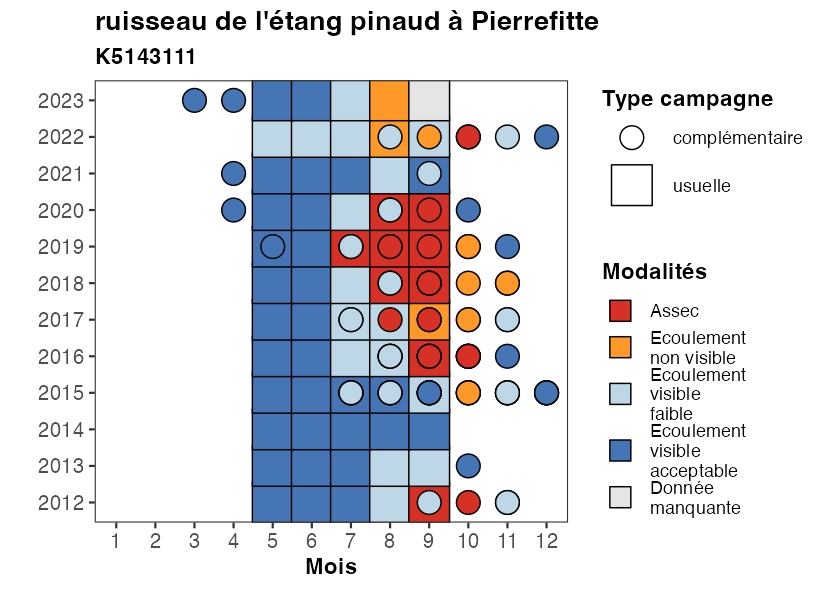 ruisseau de l'étang pinaud à Pierrefitte
K5143111
2023
2022
2021
2020
2019
2018
2017
2016
2015
2014
2013
2012
1 2 3 4 5 6 7 8 9 10 11 12
Mois
Type campagne
complémentaire
usuelle
Modalités
Assec
Ecoulement
non visible
Ecoulement
visible
faible
Ecoulement
visible
acceptable
Donnée
manquante